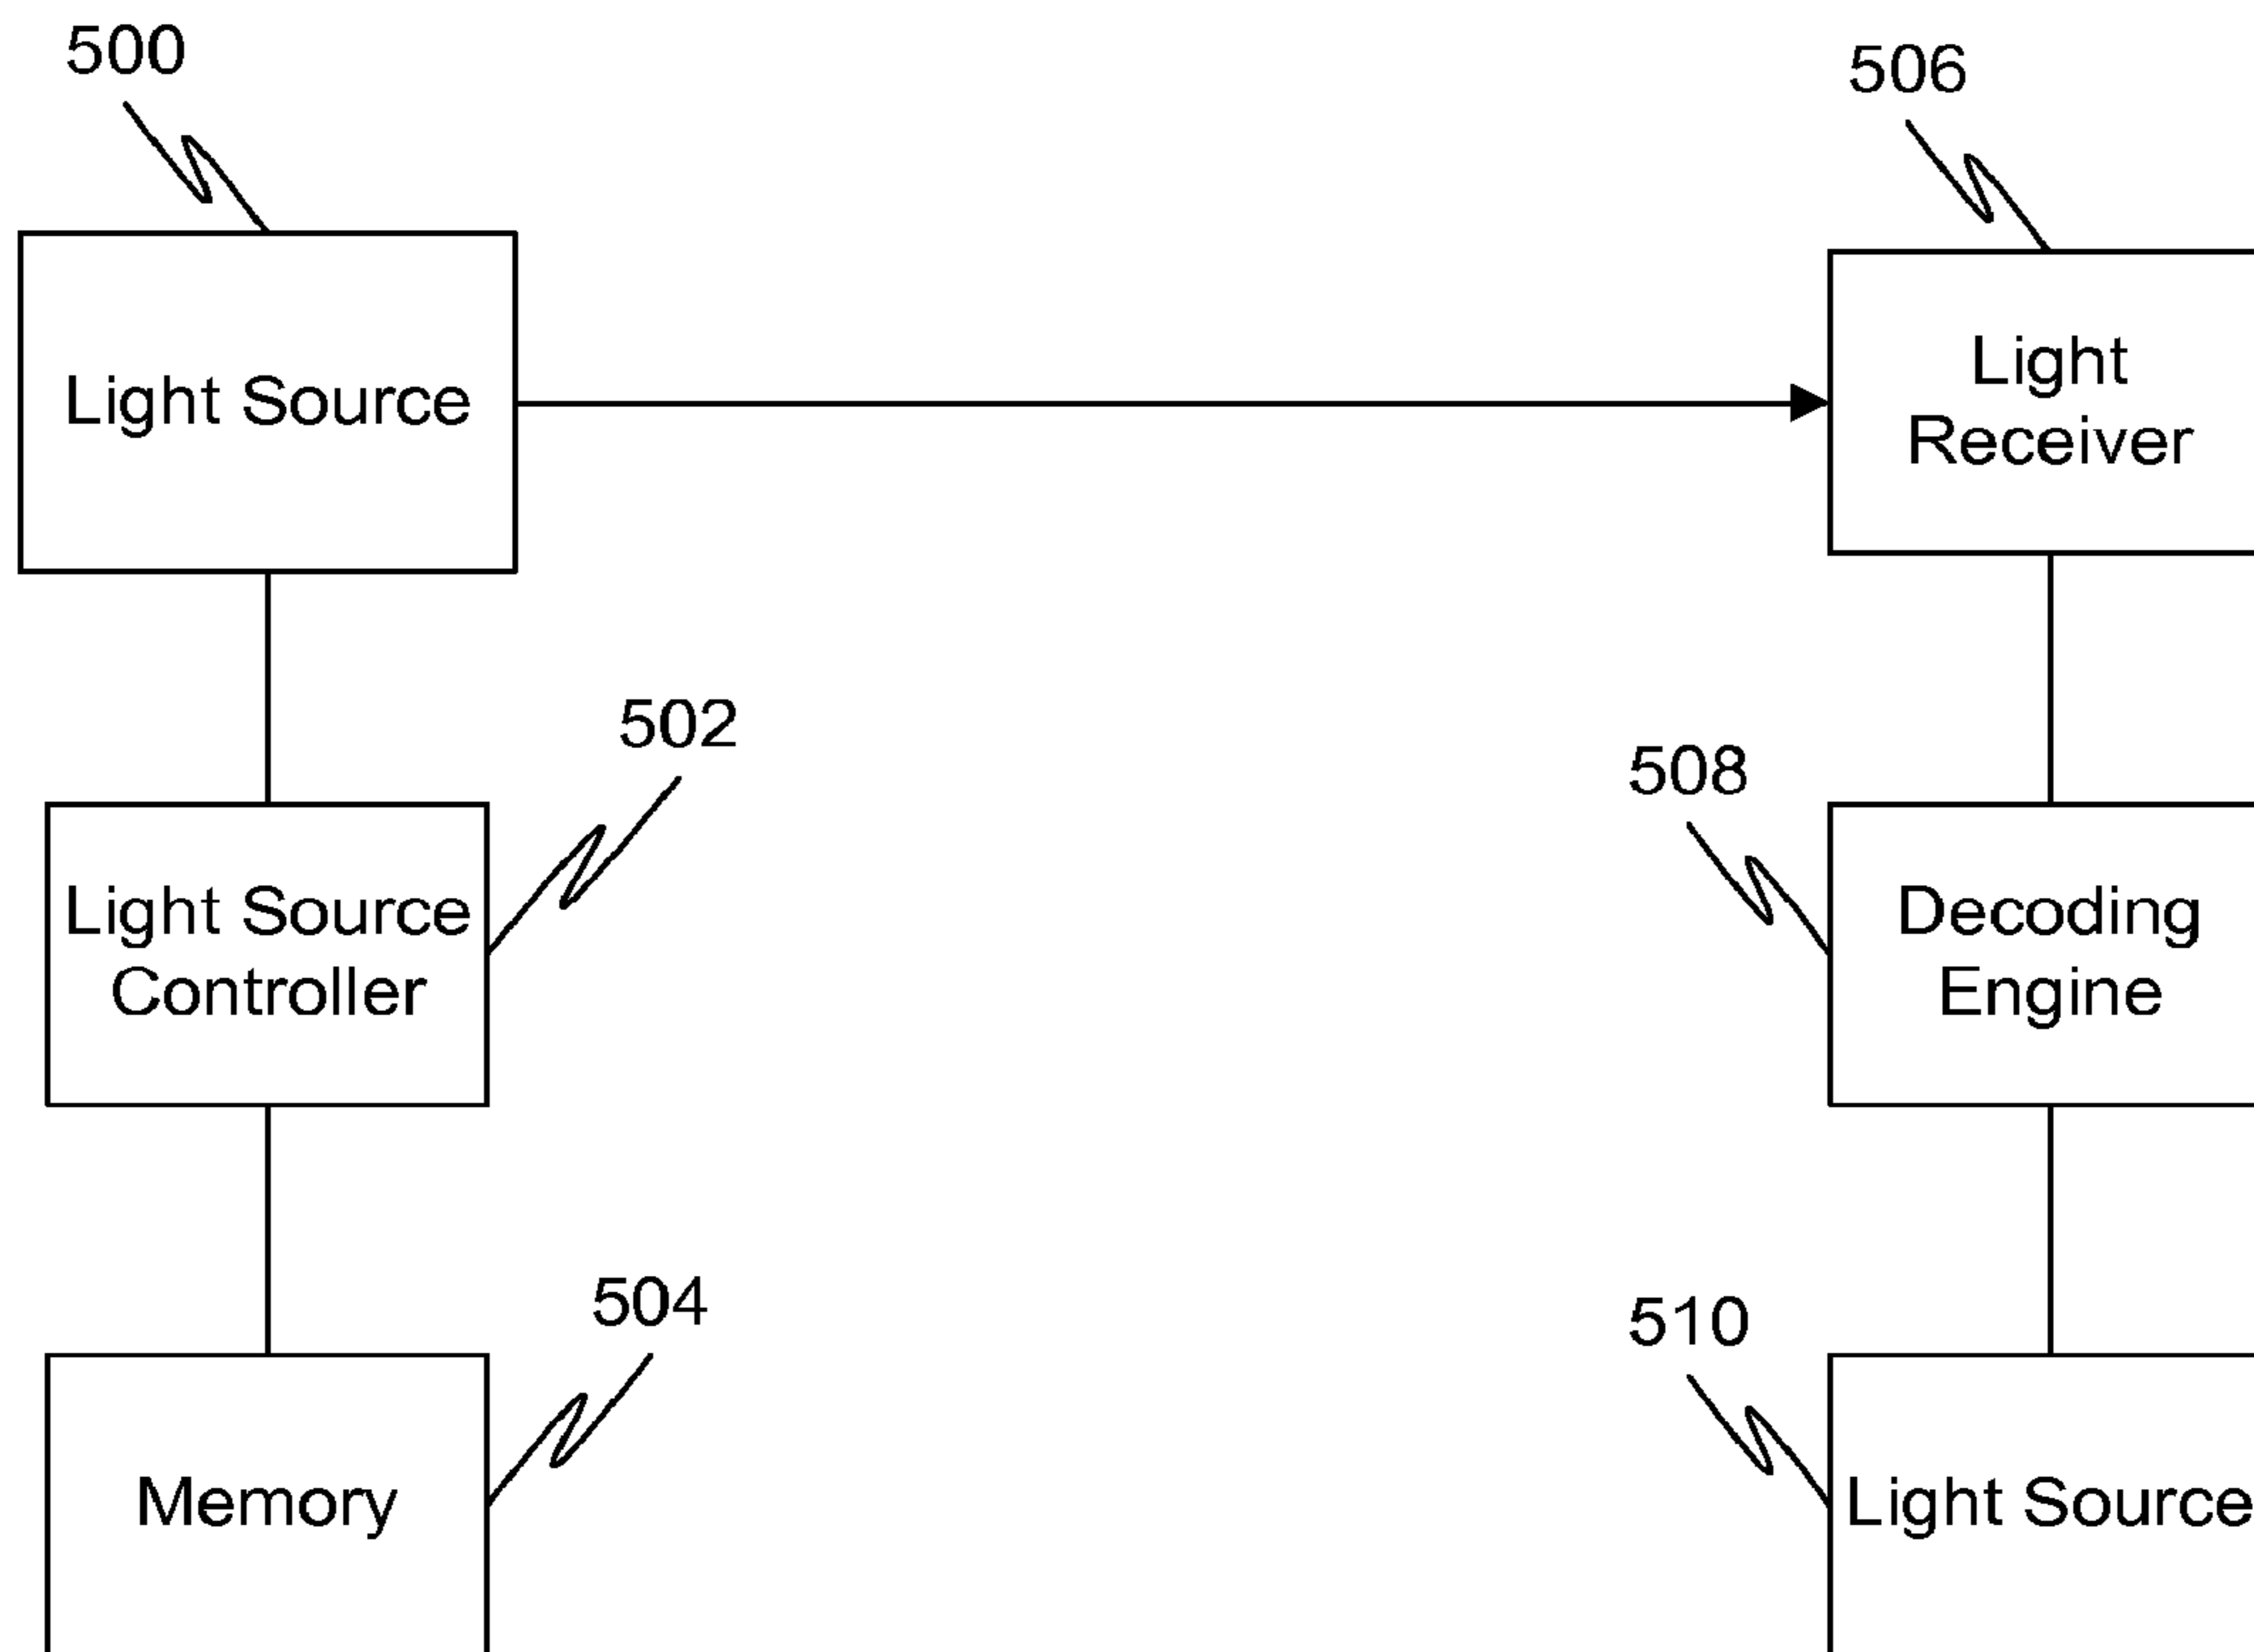 500
506
Light Source
Light
Receiver
502
508
Light Source
Controller
Decoding
Engine
504
510
Memory
Light Source